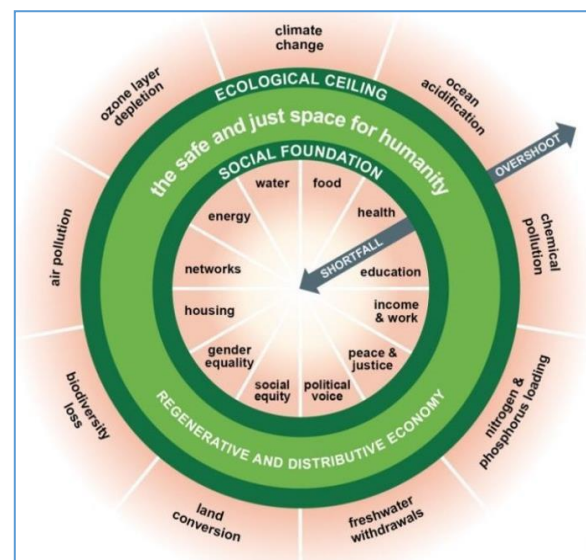 climate
change
ocean
acidification
chemical
pollution
nitrogen &
phosphorus loading
freshwater
withdrawals
land
conversion
biodiversity
loss
air pollution
ozone layer
depletion
ECOLOGICAL CEILING
the safe and just space for humanity
SOCIAL FOUNDATION
OVERSHOOT
SHORTFALL
water
food
health
education
income
& work
peace &
justice
political
voice
social
equity
gender
equality
housing
networks
energy
REGENERATIVE AND DISTRIBUTIVE ECONOMY